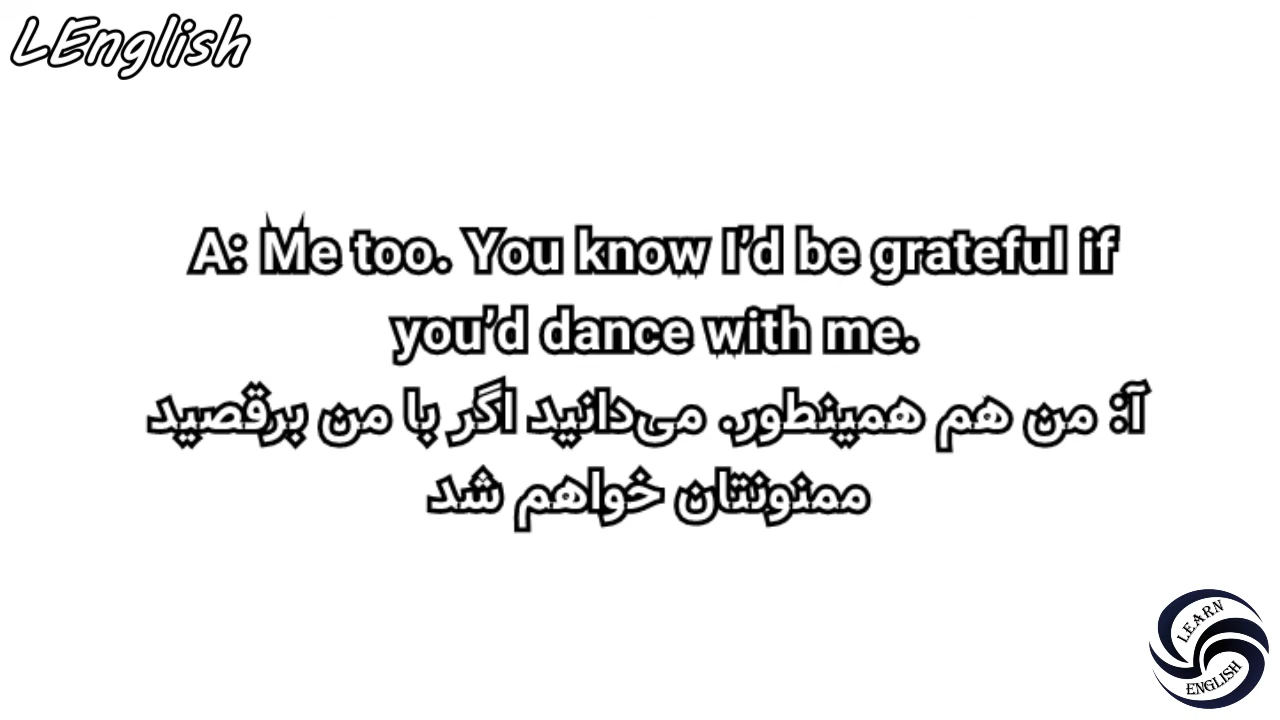 LEnglish
A: Me too. You know I’d be grateful if
you’d dance with me.
آ: من هم همینطور. می‌دانید اگر با من برقصید
ممنونتان خواهم شد
LEARN
ENGLISH